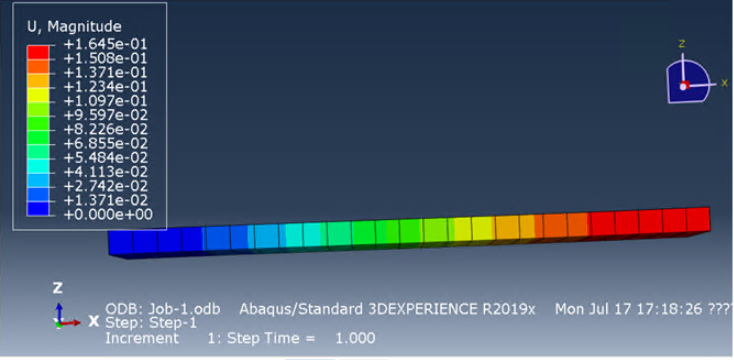 U, Magnitude
+1.645e-01
+1.508e-01
+1.371e-01
+1.234e-01
+1.097e-01
+9.597e-02
+8.226e-02
+6.855e-02
+5.484e-02
+4.113e-02
+2.742e-02
+1.371e-02
+0.000e+00
Z
X
Z
X
ODB: Job-1.odb Abaqus/Standard 3DEXPERIENCE R2019x Mon Jul 17 17:18:26 ???
Step: Step-1
Increment 1: Step Time = 1.000